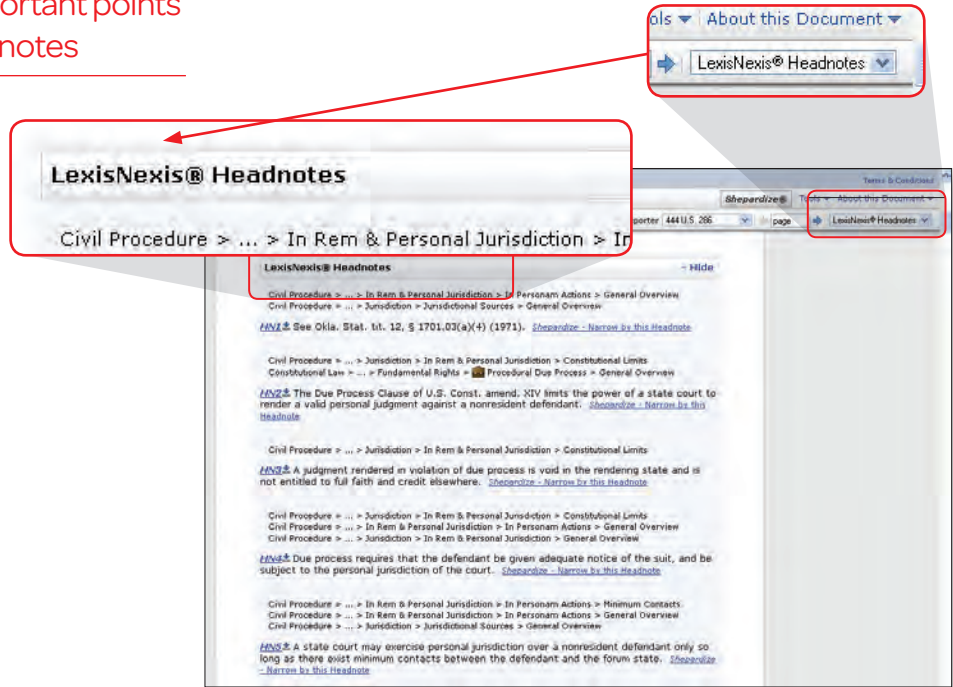 ortant points
notes
ols About this Document
LexisNexis® Headnotes
LexisNexis® Headnotes
Civil Procedure > ... > In Rem & Personal Jurisdiction > In
Terms & Conditions
Shepardize® Tools About this Document
porter 444 U.S. 286 page LexisNexis® Headnotes
LexisNexis® Headnotes - Hide
Civil Procedure > ... > In Rem & Personal Jurisdiction > In Personam Actions > General Overview
Civil Procedure > ... > Jurisdiction > Jurisdictional Sources > General Overview
HN1 See Okla. Stat. tit. 12, § 1701.03(a)(4) (1971). Shepardize - Narrow by this Headnote
Civil Procedure > ... > Jurisdiction > In Rem & Personal Jurisdiction > Constitutional Limits
Constitutional Law > ... > Fundamental Rights > Procedural Due Process > General Overview
HN2 The Due Process Clause of U.S. Const. amend. XIV limits the power of a state court to
render a valid personal judgment against a nonresident defendant. Shepardize - Narrow by this
Headnote
Civil Procedure > ... > Jurisdiction > In Rem & Personal Jurisdiction > Constitutional Limits
HN3 A judgment rendered in violation of due process is void in the rendering state and is
not entitled to full faith and credit elsewhere. Shepardize - Narrow by this Headnote
Civil Procedure > ... > Jurisdiction > In Rem & Personal Jurisdiction > Constitutional Limits
Civil Procedure > ... > In Rem & Personal Jurisdiction > In Personam Actions > General Overview
Civil Procedure > ... > Jurisdiction > In Rem & Personal Jurisdiction > General Overview
HN4 Due process requires that the defendant be given adequate notice of the suit, and be
subject to the personal jurisdiction of the court. Shepardize - Narrow by this Headnote
Civil Procedure > ... > In Rem & Personal Jurisdiction > In Personam Actions > Minimum Contacts
Civil Procedure > ... > In Rem & Personal Jurisdiction > In Personam Actions > General Overview
Civil Procedure > ... > Jurisdiction > Jurisdictional Sources > General Overview
HN5 A state court may exercise personal jurisdiction over a nonresident defendant only so
long as there exist minimum contacts between the defendant and the forum state. Shepardize
- Narrow by this Headnote